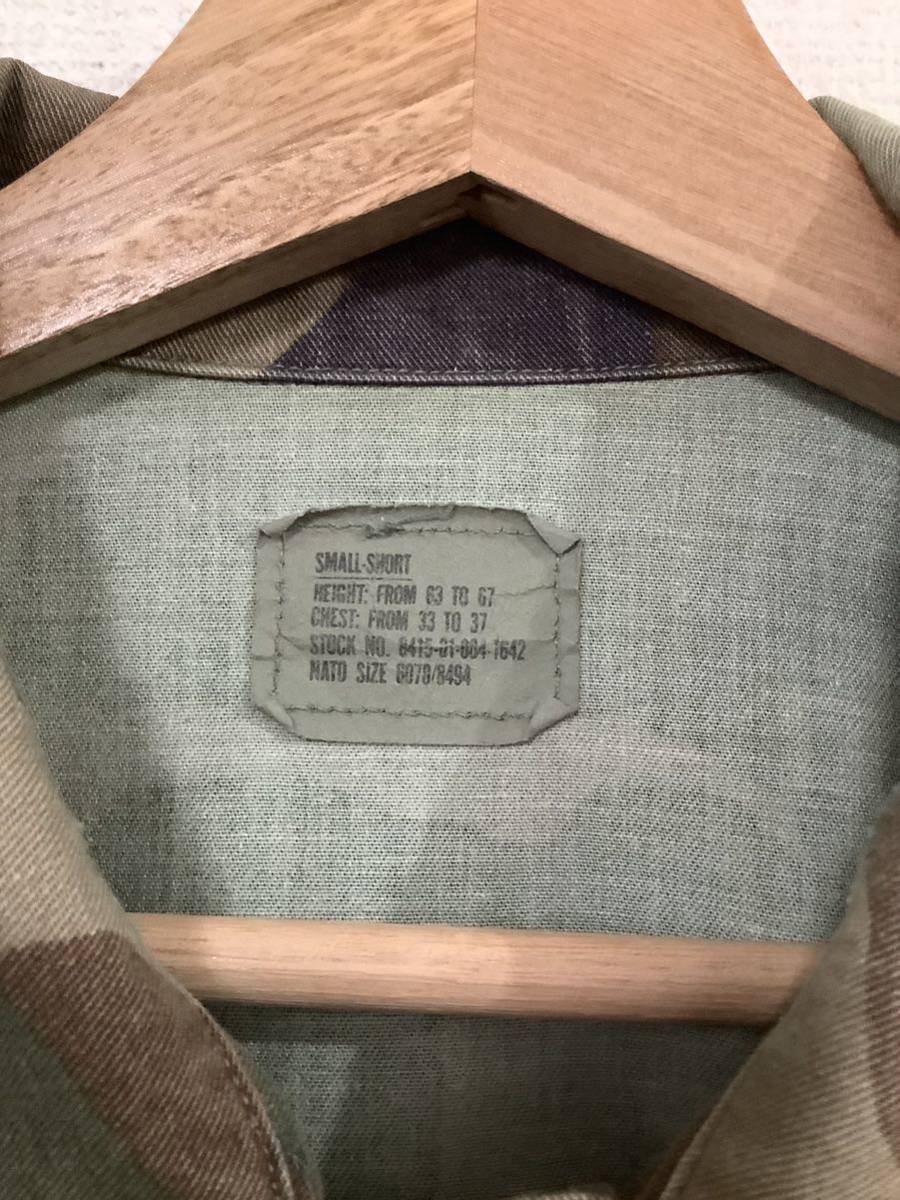 SMALL-SHORT
HEIGHT: FROM 63 TO 67
CHEST: FROM 33 TO 37
STOCK NO. 8415-01-084-1642
NATO SIZE 6070/8494